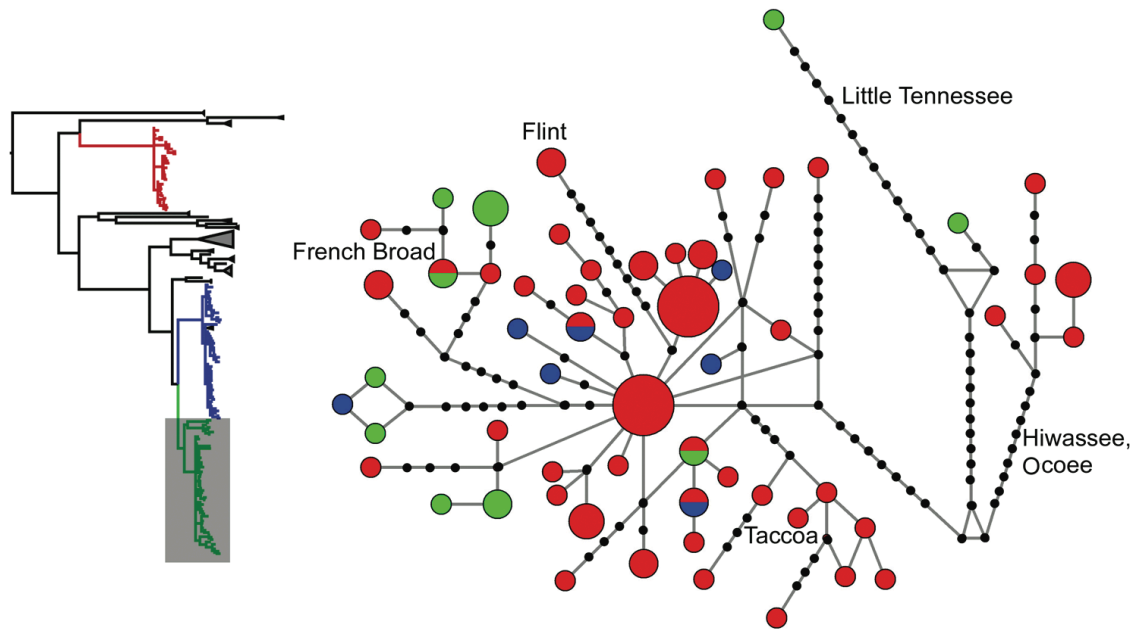 Little Tennessee
Flint
French Broad
Hiwassee,
Ocoee
Taccoa